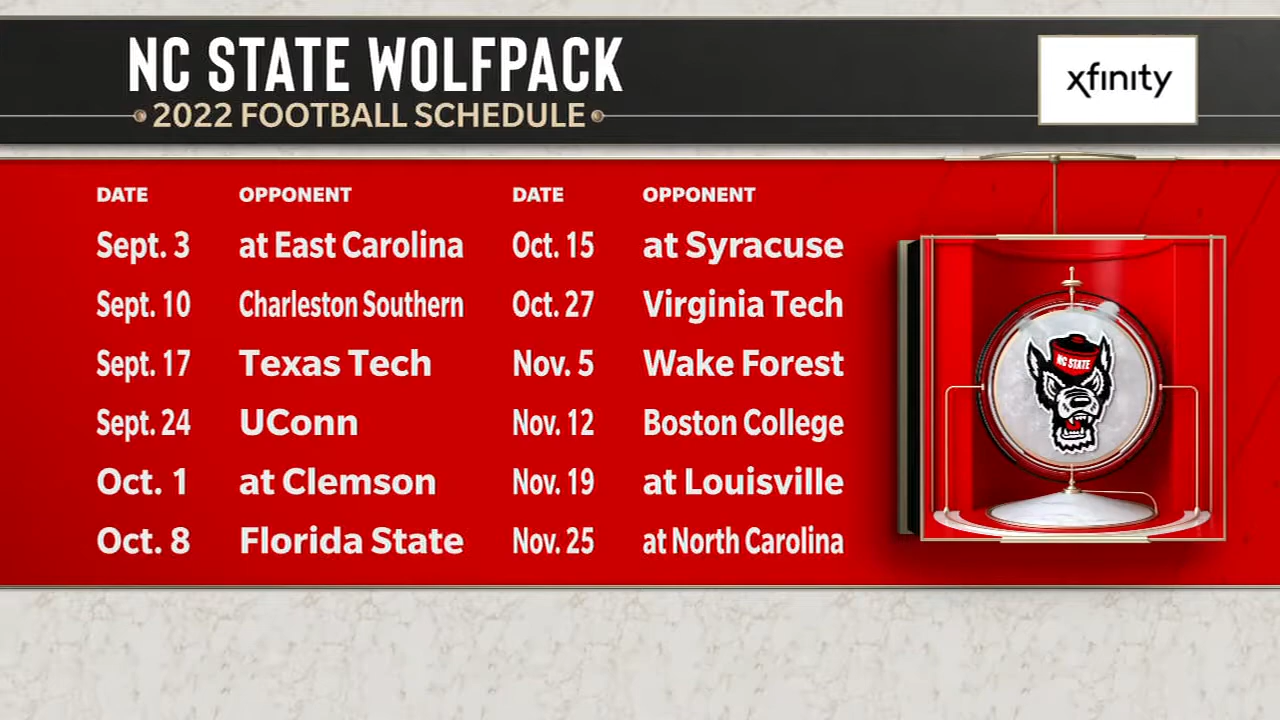 NC STATE WOLFPACK
2022 FOOTBALL SCHEDULE
xfinity
DATE OPPONENT DATE OPPONENT
Sept. 3 at East Carolina Oct. 15 at Syracuse
Sept. 10 Charleston Southern Oct. 27 Virginia Tech
Sept. 17 Texas Tech Nov. 5 Wake Forest
Sept. 24 UConn Nov. 12 Boston College
Oct. 1 at Clemson Nov. 19 at Louisville
Oct. 8 Florida State Nov. 25 at North Carolina
NC STATE